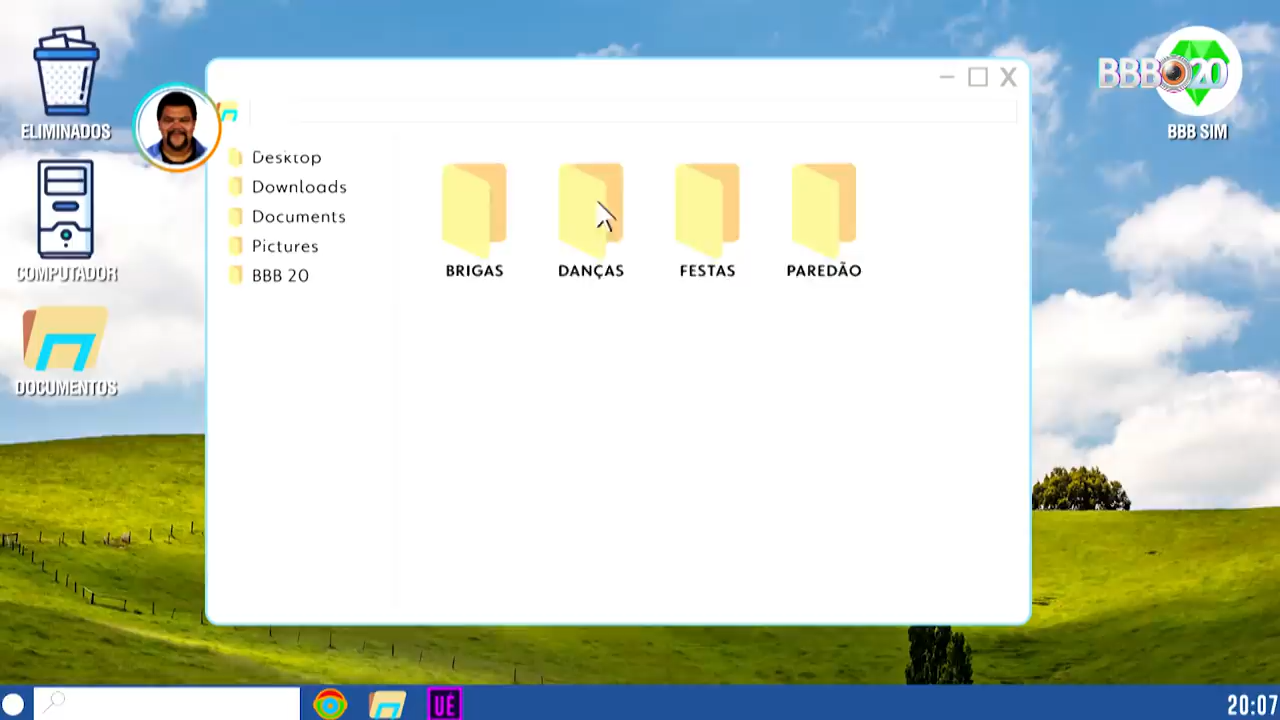 ELIMINADOS
COMPUTADOR
DOCUMENTOS
X
Desktop
Downloads
Documents
Pictures
BBB 20
BRIGAS
DANÇAS
FESTAS
PAREDÃO
BBB 20
BBB SIM
UÉ
20:07